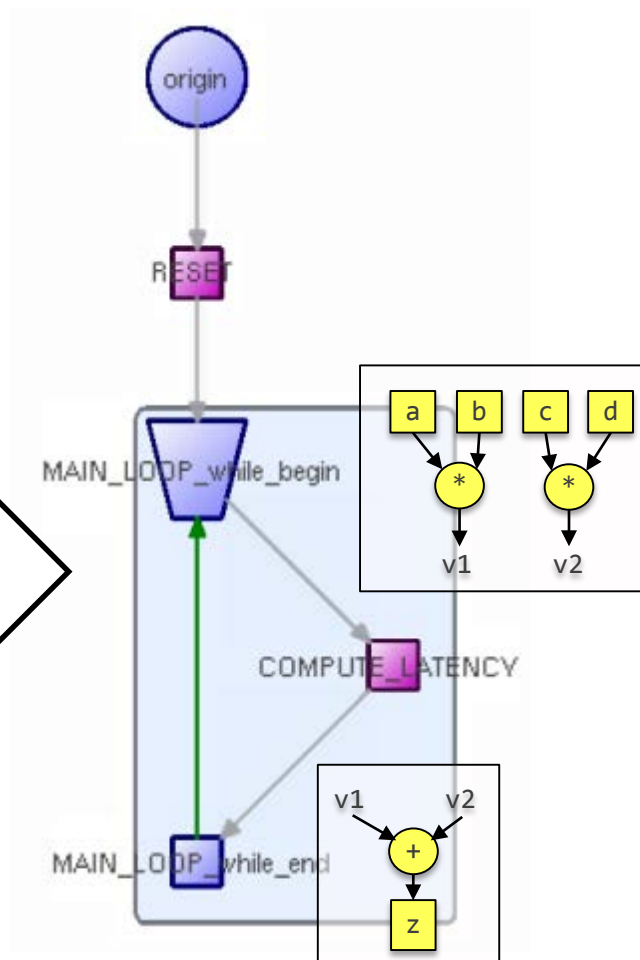 origin
RESET
a b c d
MAIN_LOOP_while_begin
* *
v1 v2
COMPUTE_LATENCY
v1 v2
+
MAIN_LOOP_while_end
z